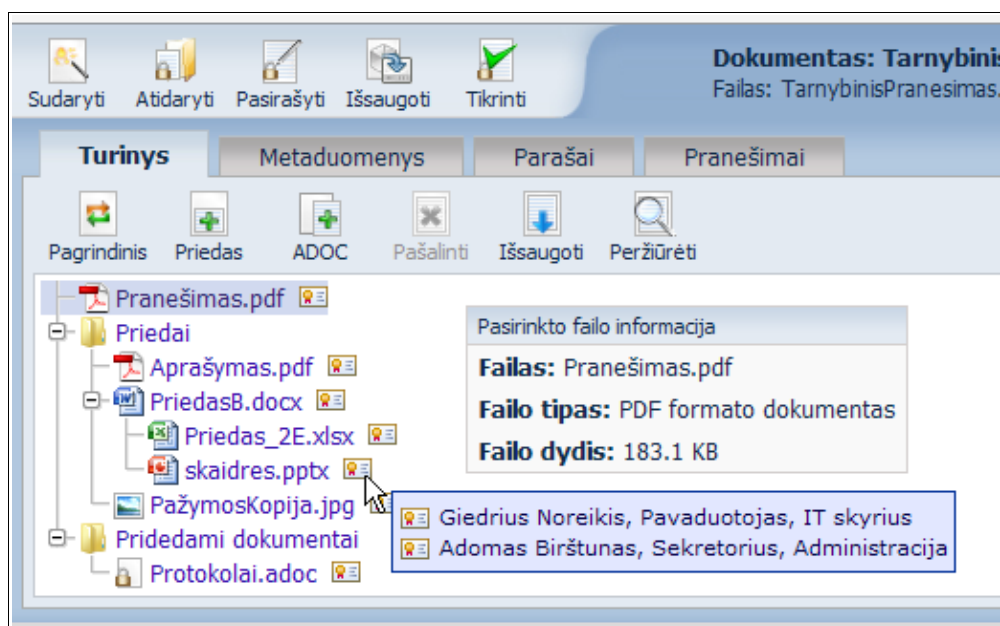 Sudaryti Atidaryti Pasirašyti Išsaugoti Tikrinti
Dokumentas: Tarnybinis
Failas: TarnybinisPranesimas.
Turinys Metaduomenys Parašai Pranešimai
Pagrindinis Priedas ADOC Pašalinti Išsaugoti Peržiūrėti
Pranešimas.pdf
Priedai
Aprašymas.pdf
PriedasB.docx
Priedas_2E.xlsx
skaidres.pptx
PažymosKopija.jpg
Pridedami dokumentai
Protokolai.adoc
Pasirinkto failo informacija
Failas: Pranešimas.pdf
Failo tipas: PDF formato dokumentas
Failo dydis: 183.1 KB
Giedrius Noreikis, Pavaduotojas, IT skyrius
Adomas Birštunas, Sekretorius, Administracija